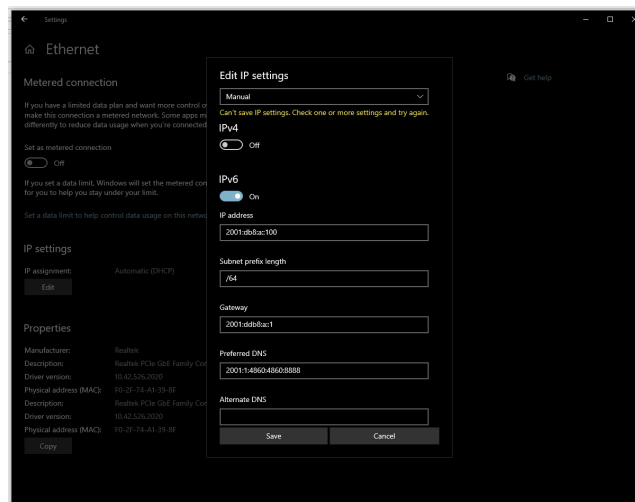 Settings
Ethernet
Metered connection
If you have a limited data plan and want more control o
make this connection a metered network. Some apps m
differently to reduce data usage when you're connected
Set as metered connection
Off
If you set a data limit, Windows will set the metered con
for you to help you stay under your limit.
Set a data limit to help control data usage on this netwo
IP settings
IP assignment: Automatic (DHCP)
Edit
Properties
Manufacturer: Realtek
Description: Realtek PCIe GbE Family Con
Driver version: 10.42.526.2020
Physical address (MAC): F0-2F-74-A1-39-8F
Description: Realtek PCIe GbE Family Con
Driver version: 10.42.526.2020
Physical address (MAC): F0-2F-74-A1-39-8F
Copy
Edit IP settings
Manual
Can't save IP settings. Check one or more settings and try again.
IPv4
Off
IPv6
On
IP address
2001:db8:a::100
Subnet prefix length
/64
Gateway
2001:ddb8:a::1
Preferred DNS
2001:1:4860:4860:8888
Alternate DNS
Save Cancel
Get help